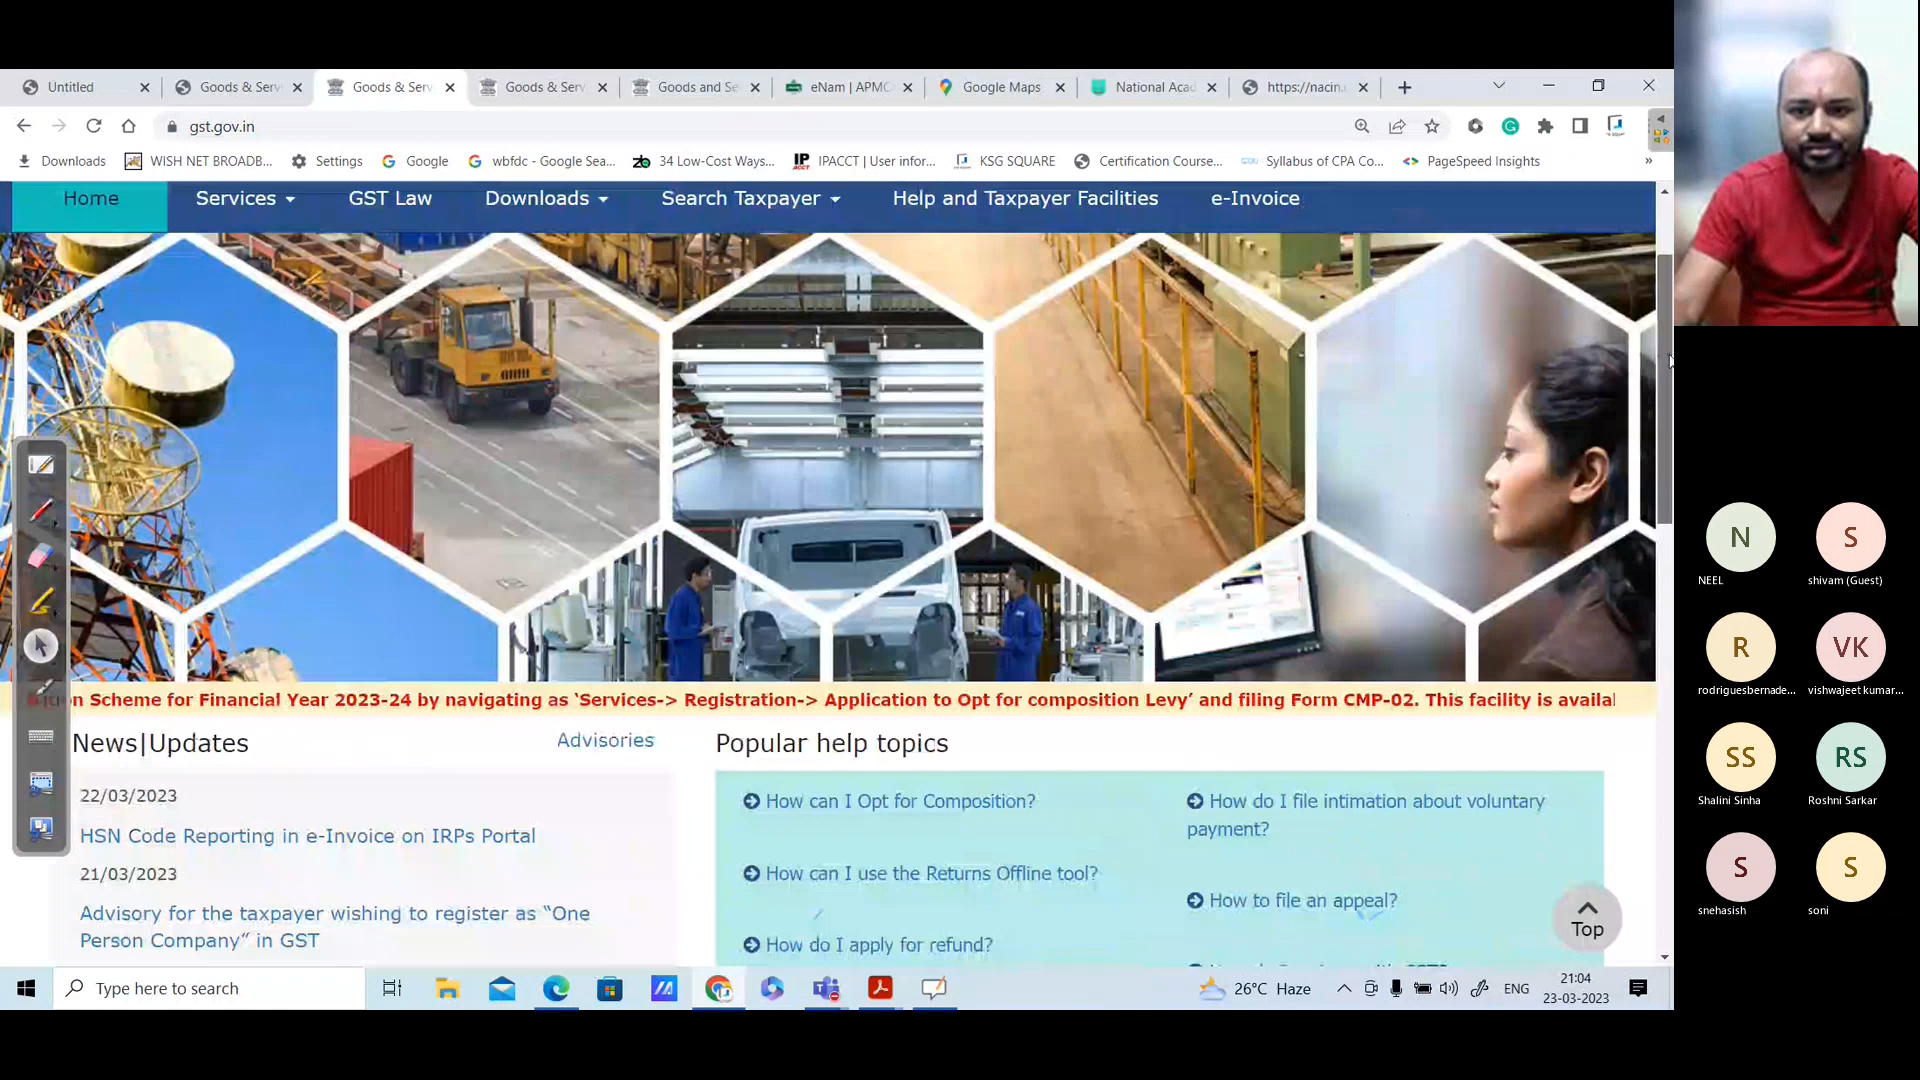 Untitled
Goods & Serv
Goods & Serv
Goods & Serv
Goods and Se
eNam | APMC
Google Maps
National Acad
https://nacin.
gst.gov.in
Downloads
WISH NET BROADB...
Settings
Google
wbfdc - Google Sea...
34 Low-Cost Ways...
IPACCT | User infor...
KSG SQUARE
Certification Course...
Syllabus of CPA Co...
PageSpeed Insights
Home
Services
GST Law
Downloads
Search Taxpayer
Help and Taxpayer Facilities
e-Invoice
Scheme for Financial Year 2023-24 by navigating as ‘Services-> Registration-> Application to Opt for composition Levy’ and filing Form CMP-02. This facility is availa
News|Updates
Advisories
22/03/2023
HSN Code Reporting in e-Invoice on IRPs Portal
21/03/2023
Advisory for the taxpayer wishing to register as “One
Person Company” in GST
Popular help topics
How can I Opt for Composition?
How can I use the Returns Offline tool?
How do I apply for refund?
How do I file intimation about voluntary
payment?
How to file an appeal?
Top
Type here to search
26°C Haze
ENG
21:04
23-03-2023
N
NEEL
S
shivam (Guest)
R
rodriguesbernade...
VK
vishwajeet kumar...
SS
Shalini Sinha
RS
Roshni Sarkar
S
snehasish
S
soni